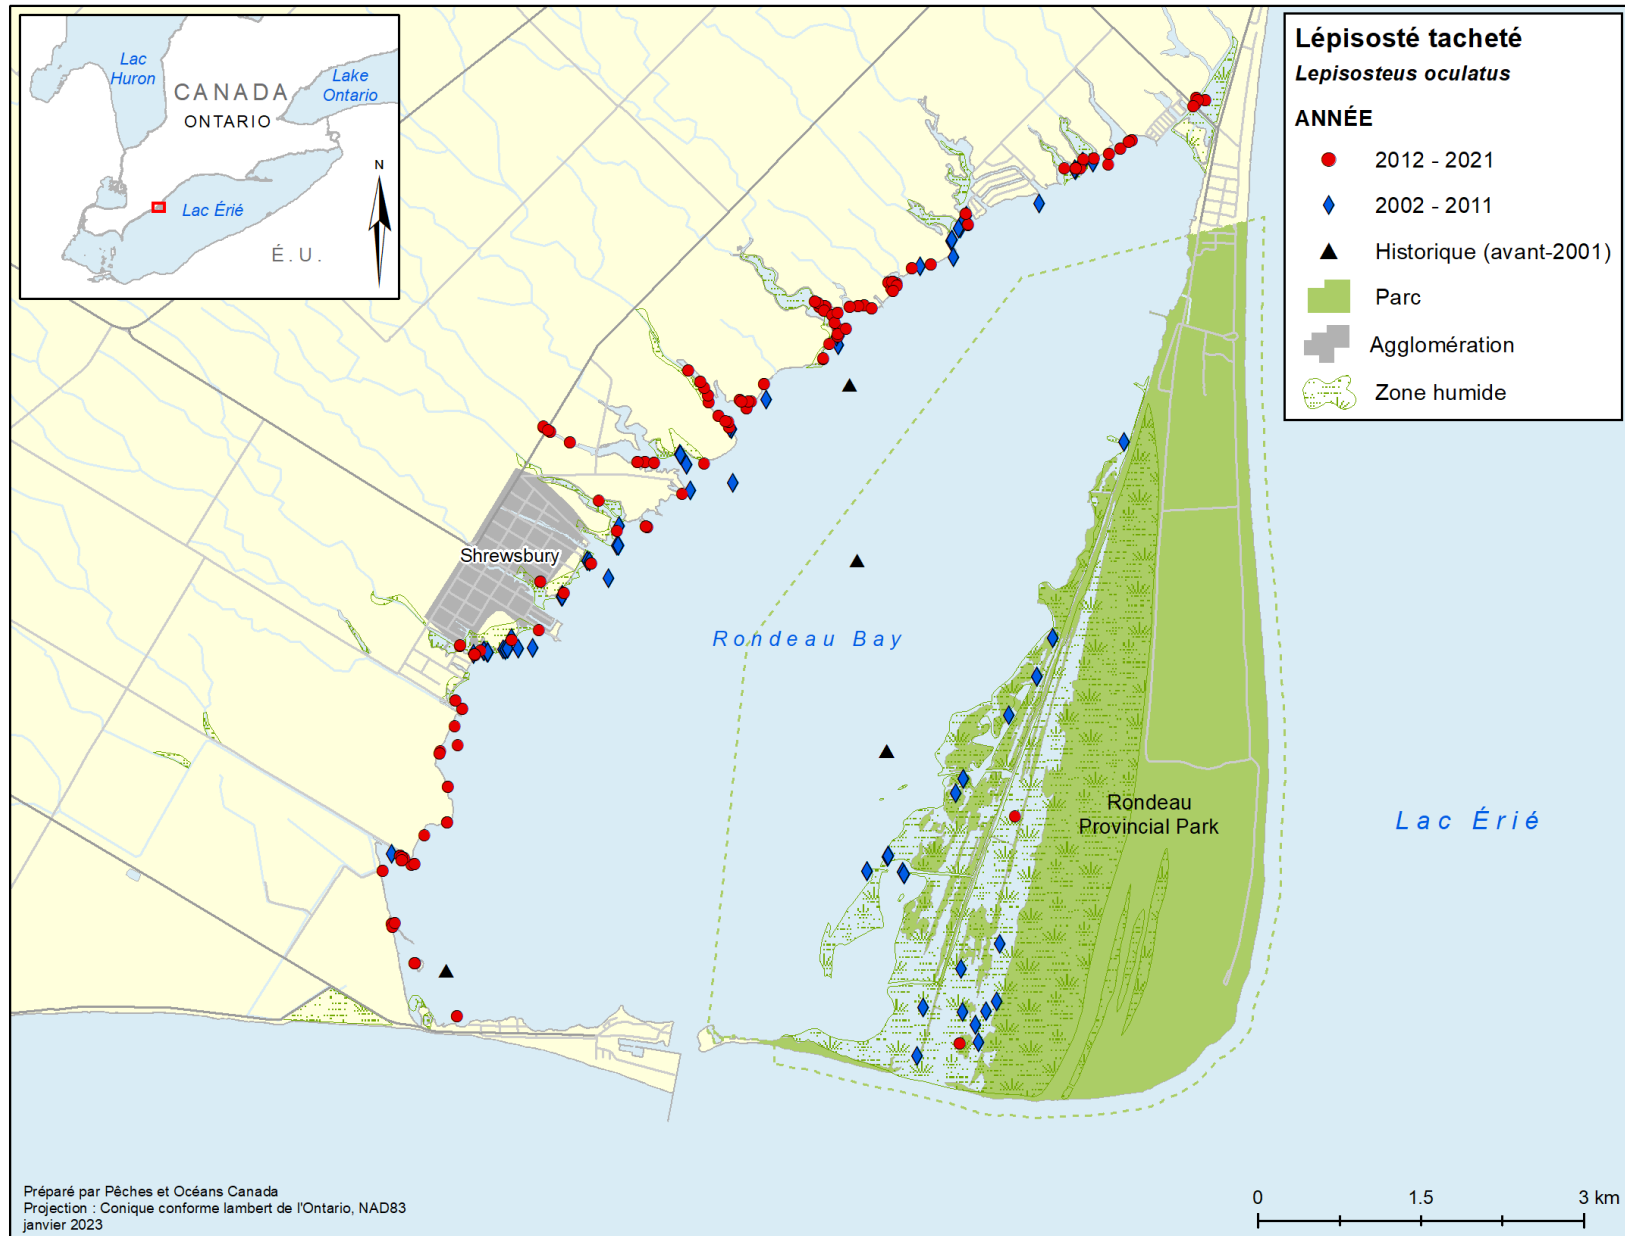 Lac
Huron
CANADA
ONTARIO
Lake
Ontario
N
Lac Érié
É.U.
Lépisosté tacheté
Lepisosteus oculatus
ANNÉE
2012 - 2021
2002 - 2011
Historique (avant-2001)
Parc
Agglomération
Zone humide
Shrewsbury
Rondeau Bay
Rondeau
Provincial Park
Lac Érié
Préparé par Pêches et Océans Canada
Projection : Conique conforme lambert de l'Ontario, NAD83
janvier 2023
0 1.5 3 km